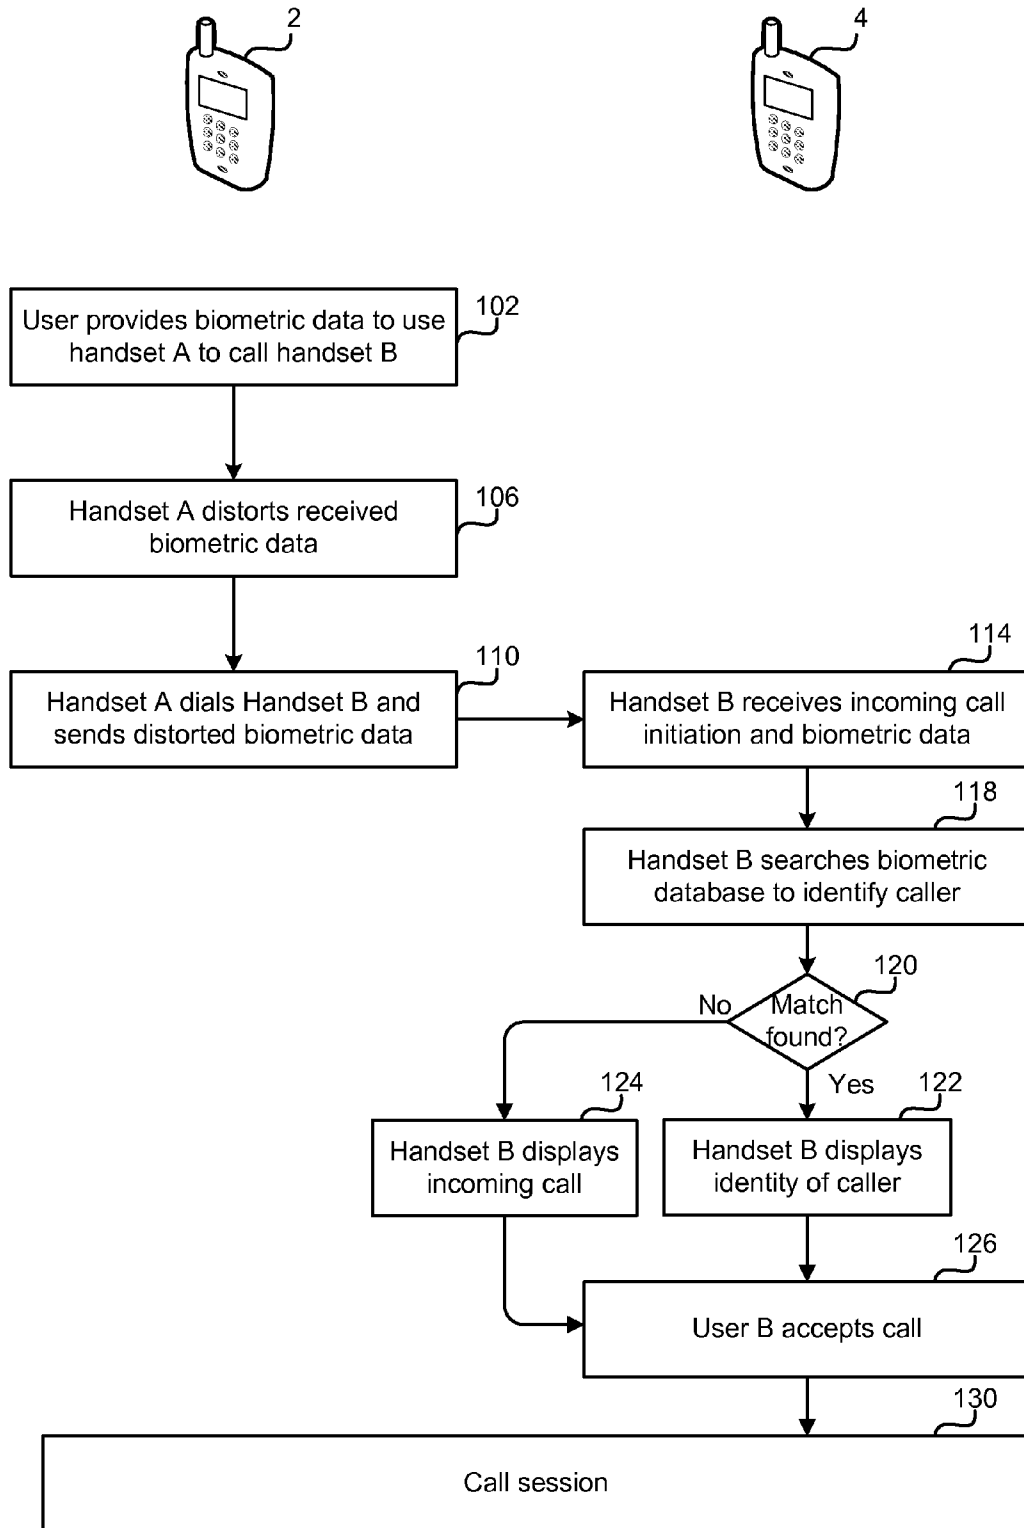 2
4
102
User provides biometric data to use
handset A to call handset B
106
Handset A distorts received
biometric data
110
Handset A dials Handset B and
sends distorted biometric data
114
Handset B receives incoming call
initiation and biometric data
118
Handset B searches biometric
database to identify caller
120
Match
found?
No
Yes
124
Handset B displays
incoming call
122
Handset B displays
identity of caller
126
User B accepts call
130
Call session